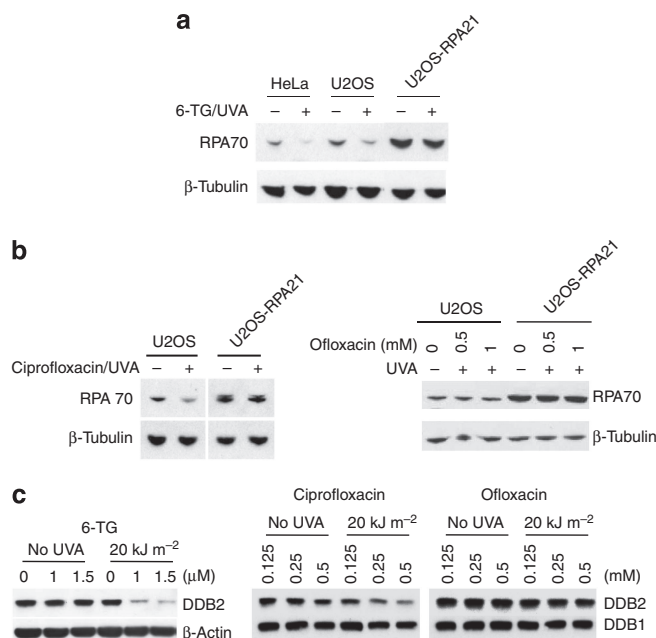 a
HeLa U2OS U2OS-RPA21
6-TG/UVA – + – + – +
RPA70
β-Tubulin
b
U2OS U2OS-RPA21
Ciprofloxacin/UVA – + – +
RPA 70
β-Tubulin
U2OS U2OS-RPA21
Ofloxacin (mM) 0 0.5 1 0 0.5 1
UVA – + + – + +
RPA70
β-Tubulin
c
6-TG
No UVA 20 kJ m–2
0 1 1.5 0 1 1.5 (μM)
DDB2
β-Actin
Ciprofloxacin Ofloxacin
No UVA 20 kJ m–2 No UVA 20 kJ m–2
0.125 0.25 0.5 0.125 0.25 0.5 0.125 0.25 0.5 0.125 0.25 0.5 (mM)
DDB2
DDB1